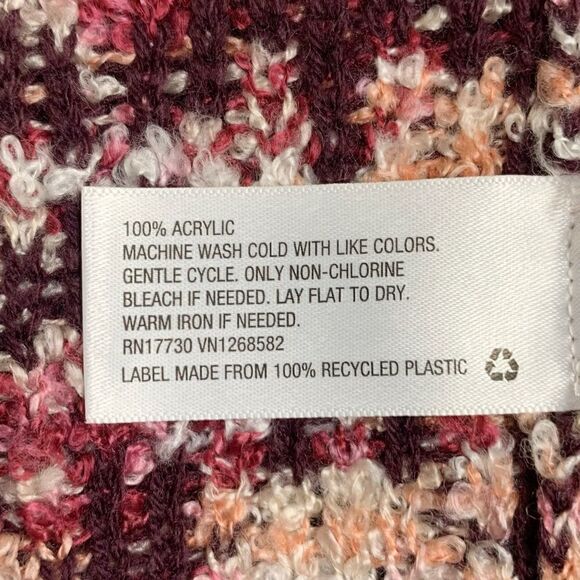 100% ACRYLIC
MACHINE WASH COLD WITH LIKE COLORS.
GENTLE CYCLE. ONLY NON-CHLORINE
BLEACH IF NEEDED. LAY FLAT TO DRY.
WARM IRON IF NEEDED.
RN17730 VN1268582
LABEL MADE FROM 100% RECYCLED PLASTIC